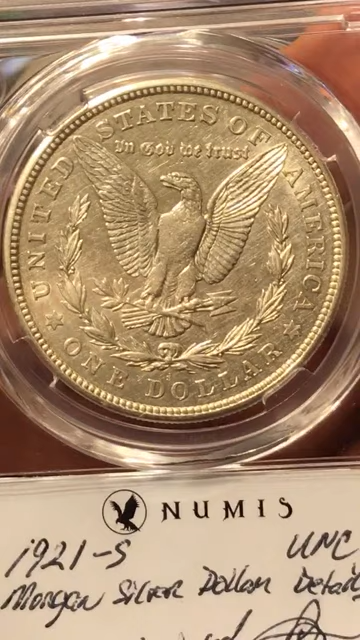 UNITED STATES OF AMERICA
In God we trust
ONE DOLLAR
NUMIS
1921-S UNC
Morgan Silver Dollar Details